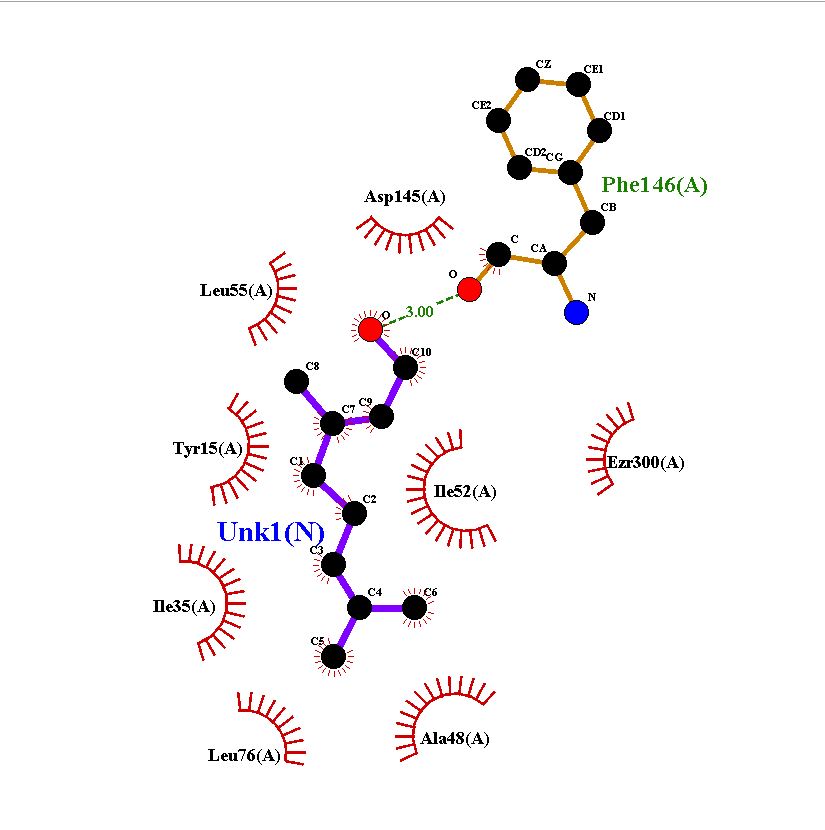 CZ
CE1
CE2
CD1
CD2
CG
Phe146(A)
Asp145(A)
CB
C
CA
O
N
Leu55(A)
3.00
O
C10
C8
C9
C7
Tyr15(A)
C1
Ezr300(A)
Ile52(A)
C2
Unk1(N)
C3
C4
C6
Ile35(A)
C5
Ala48(A)
Leu76(A)